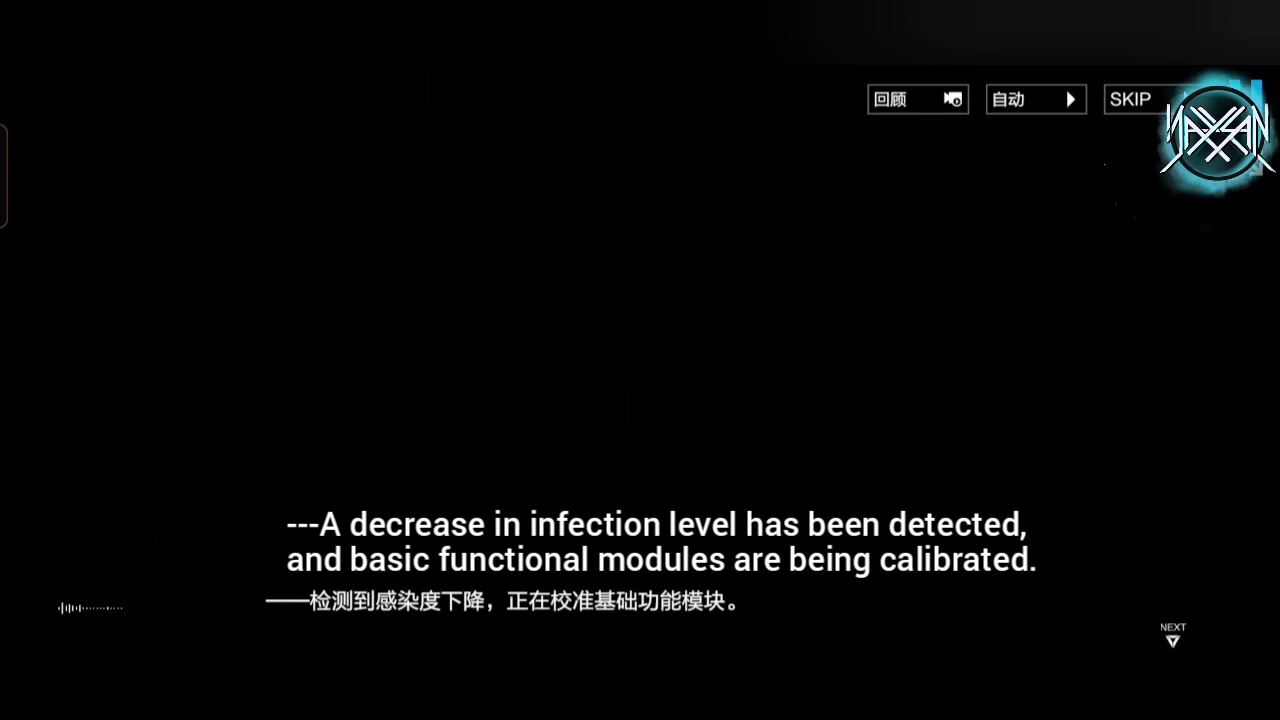 回顾
自动
SKIP
---A decrease in infection level has been detected,
and basic functional modules are being calibrated.
——检测到感染度下降，正在校准基础功能模块。
NEXT